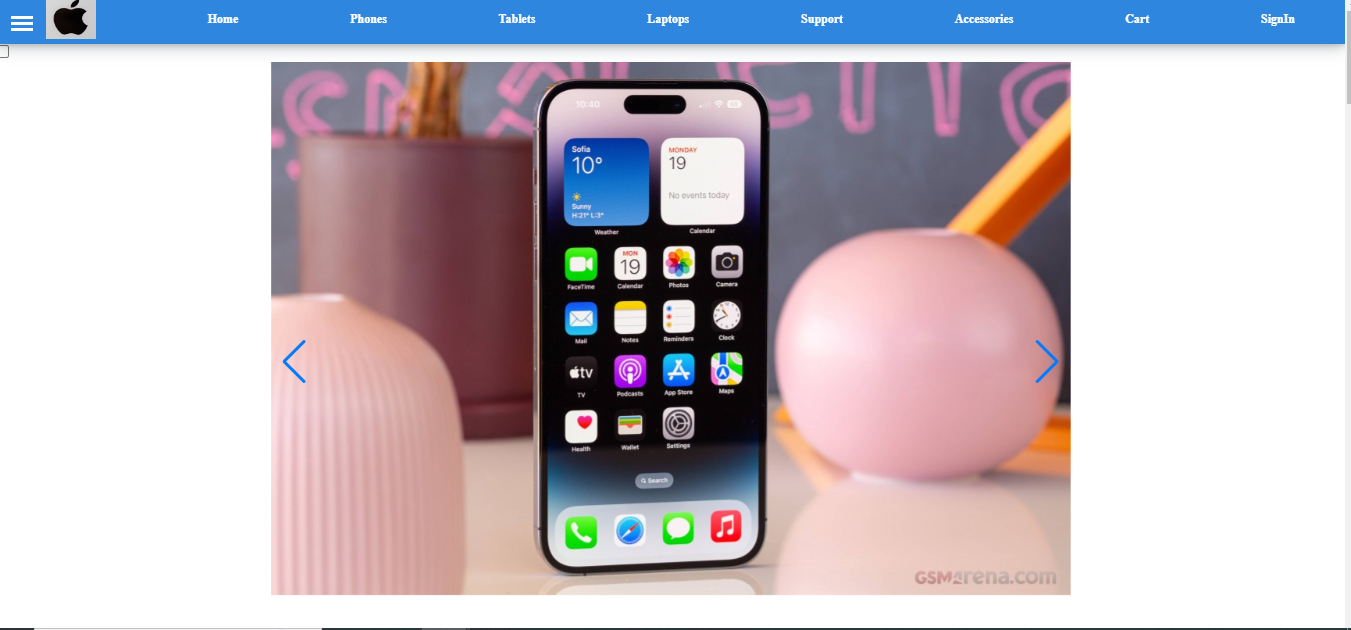 Home Phones Tablets Laptops Support Accessories Cart SignIn
10:40
Sofia
10°
Sunny
H:21° L:3°
Weather
MONDAY
19
No events today
Calendar
MON
19
FaceTime Calendar Photos Camera
Mail Notes Reminders Clock
tv
TV Podcasts App Store Maps
Health Wallet Settings
Search
GSMarena.com